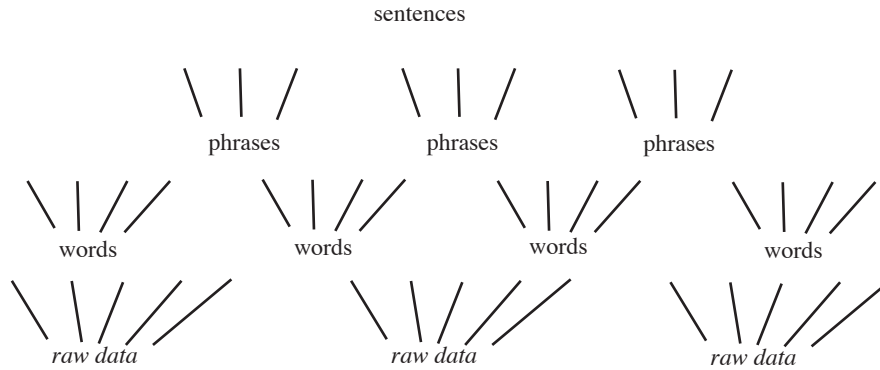 sentences
phrases phrases phrases
words words words words
raw data raw data raw data